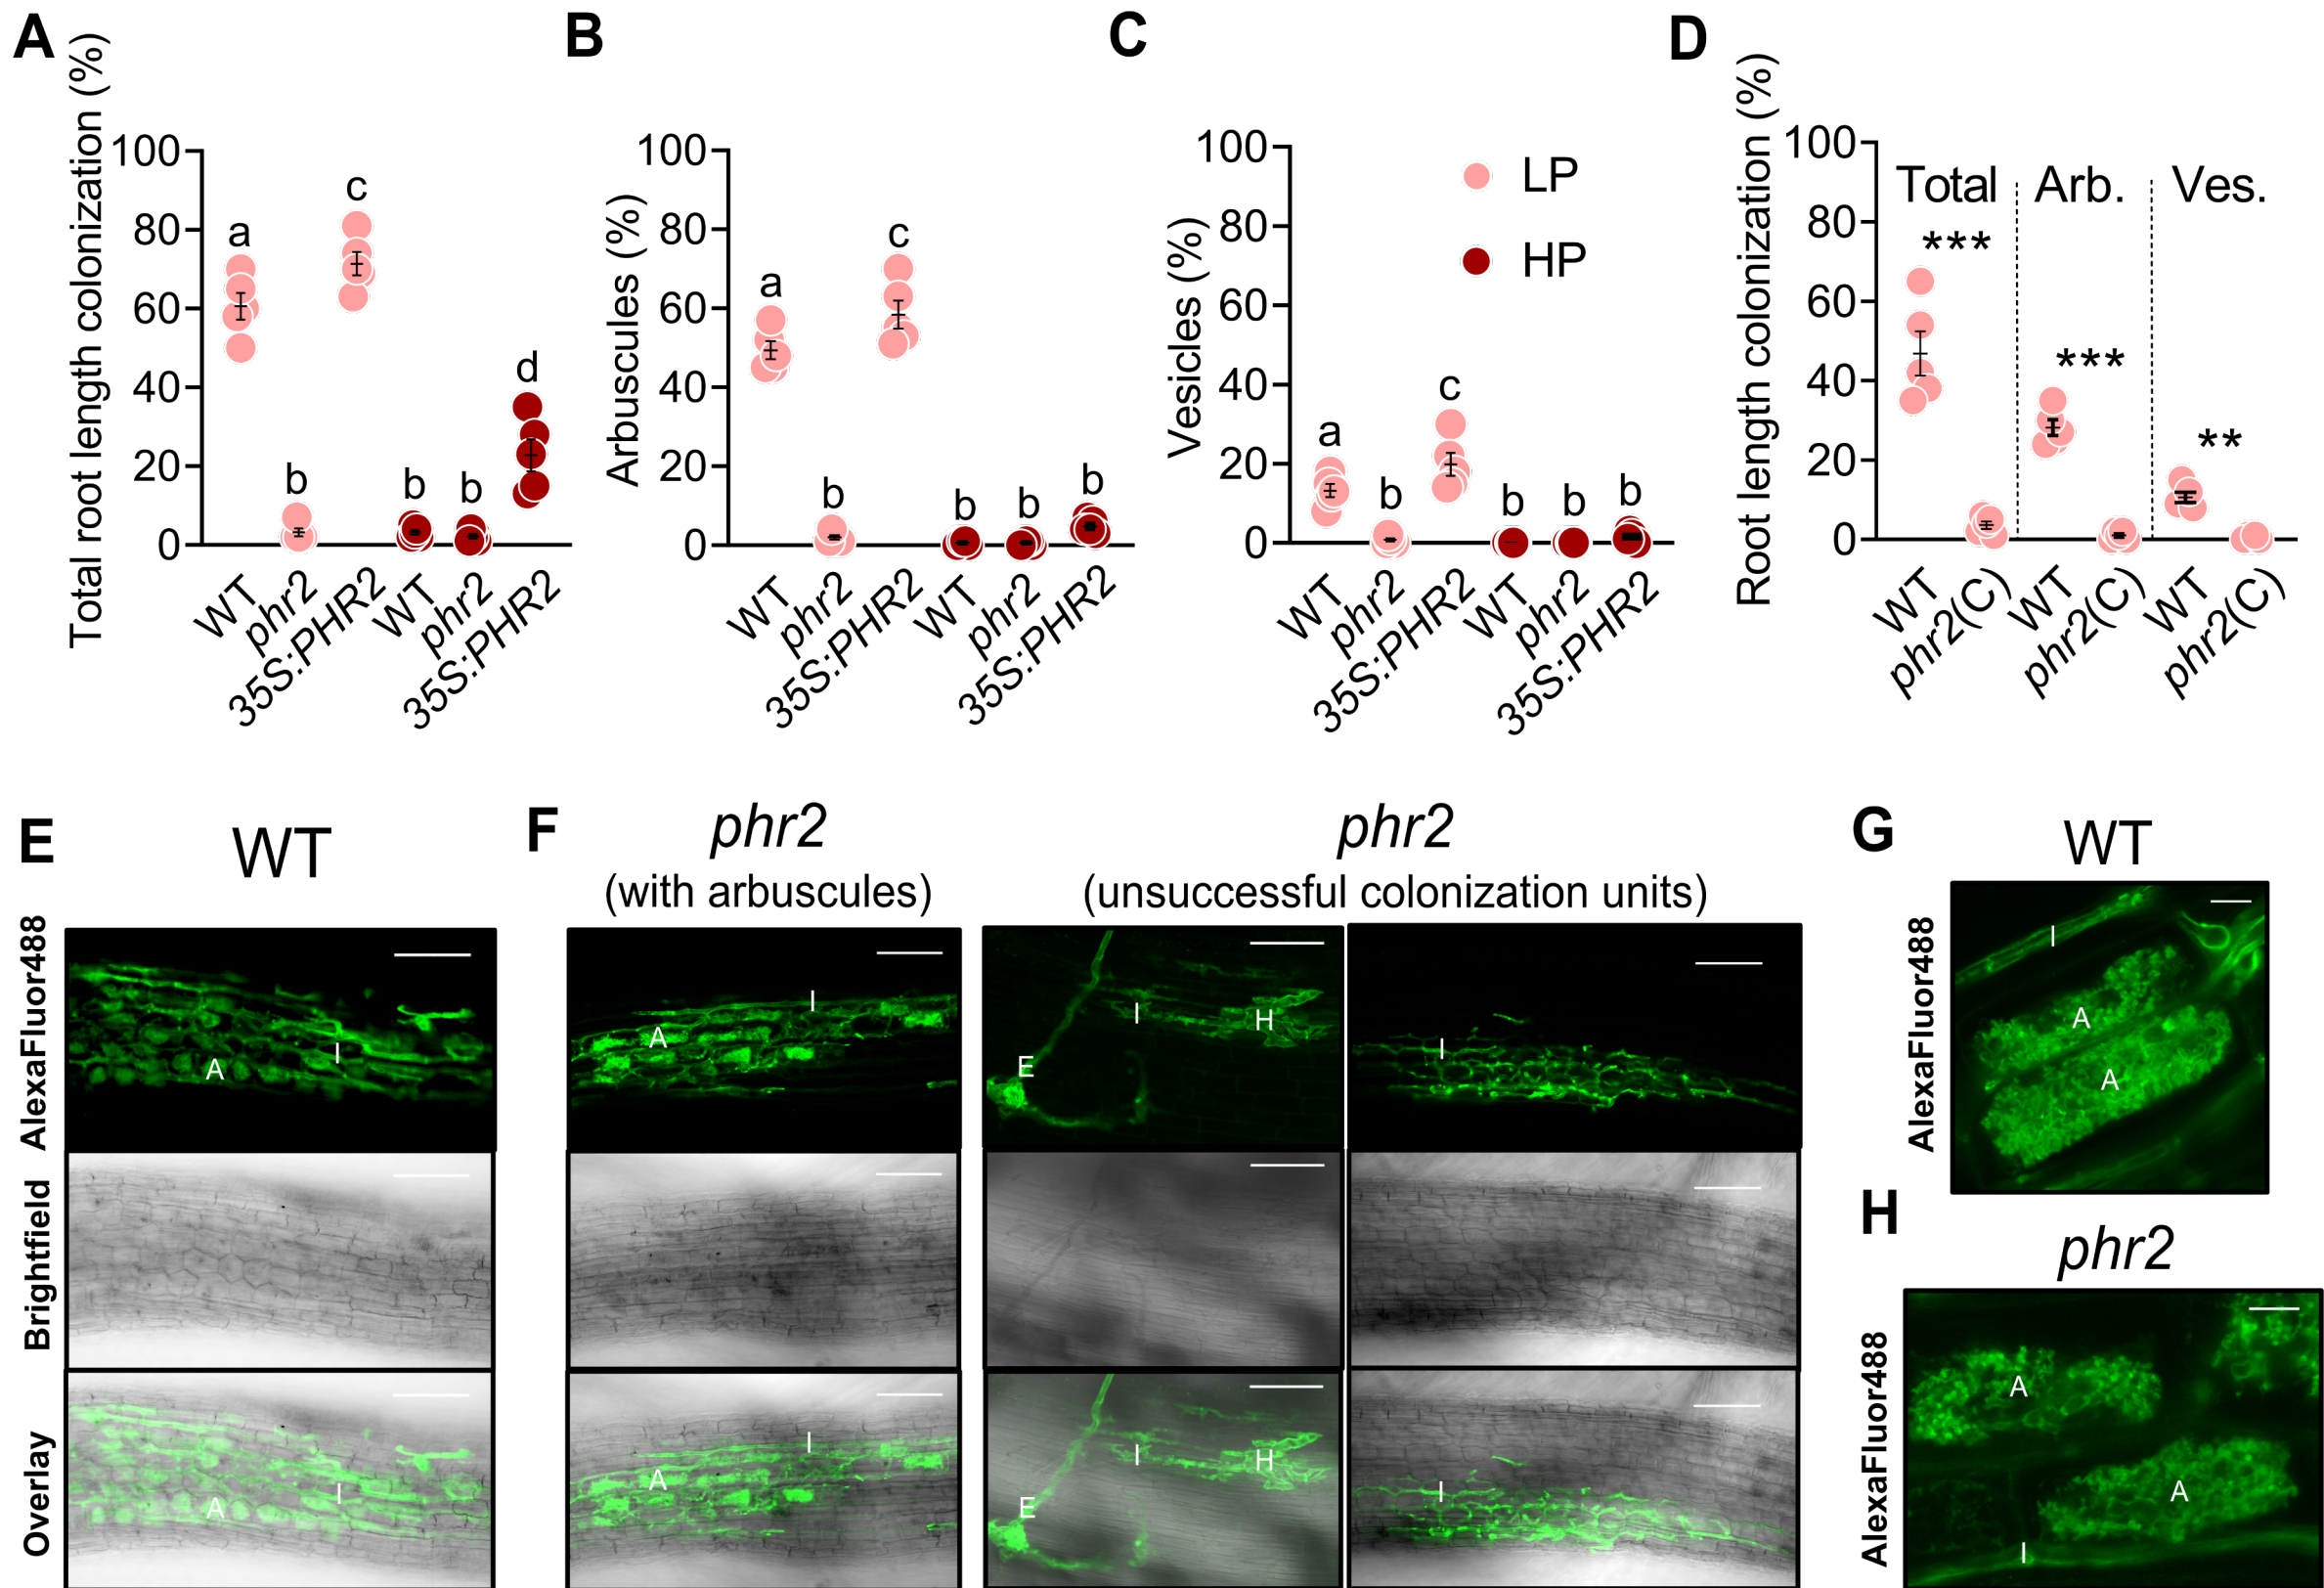 A
Total root length colonization (%)
100
80
60
40
20
0
a
b
c
b
b
d
WT
phr2
35S:PHR2
WT
phr2
35S:PHR2
B
Arbuscules (%)
100
80
60
40
20
0
a
b
c
b
b
b
WT
phr2
35S:PHR2
WT
phr2
35S:PHR2
C
Vesicles (%)
100
80
60
40
20
0
LP
HP
a
b
c
b
b
b
WT
phr2
35S:PHR2
WT
phr2
35S:PHR2
D
Root length colonization (%)
100
80
60
40
20
0
Total
Arb.
Ves.
***
***
**
WT
phr2(C)
WT
phr2(C)
WT
phr2(C)
E
WT
AlexaFluor488
A
I
Brightfield
Overlay
A
I
F
phr2
(with arbuscules)
A
I
A
I
phr2
(unsuccessful colonization units)
E
I
H
I
E
I
H
I
G
WT
AlexaFluor488
I
A
A
H
phr2
AlexaFluor488
A
A
I